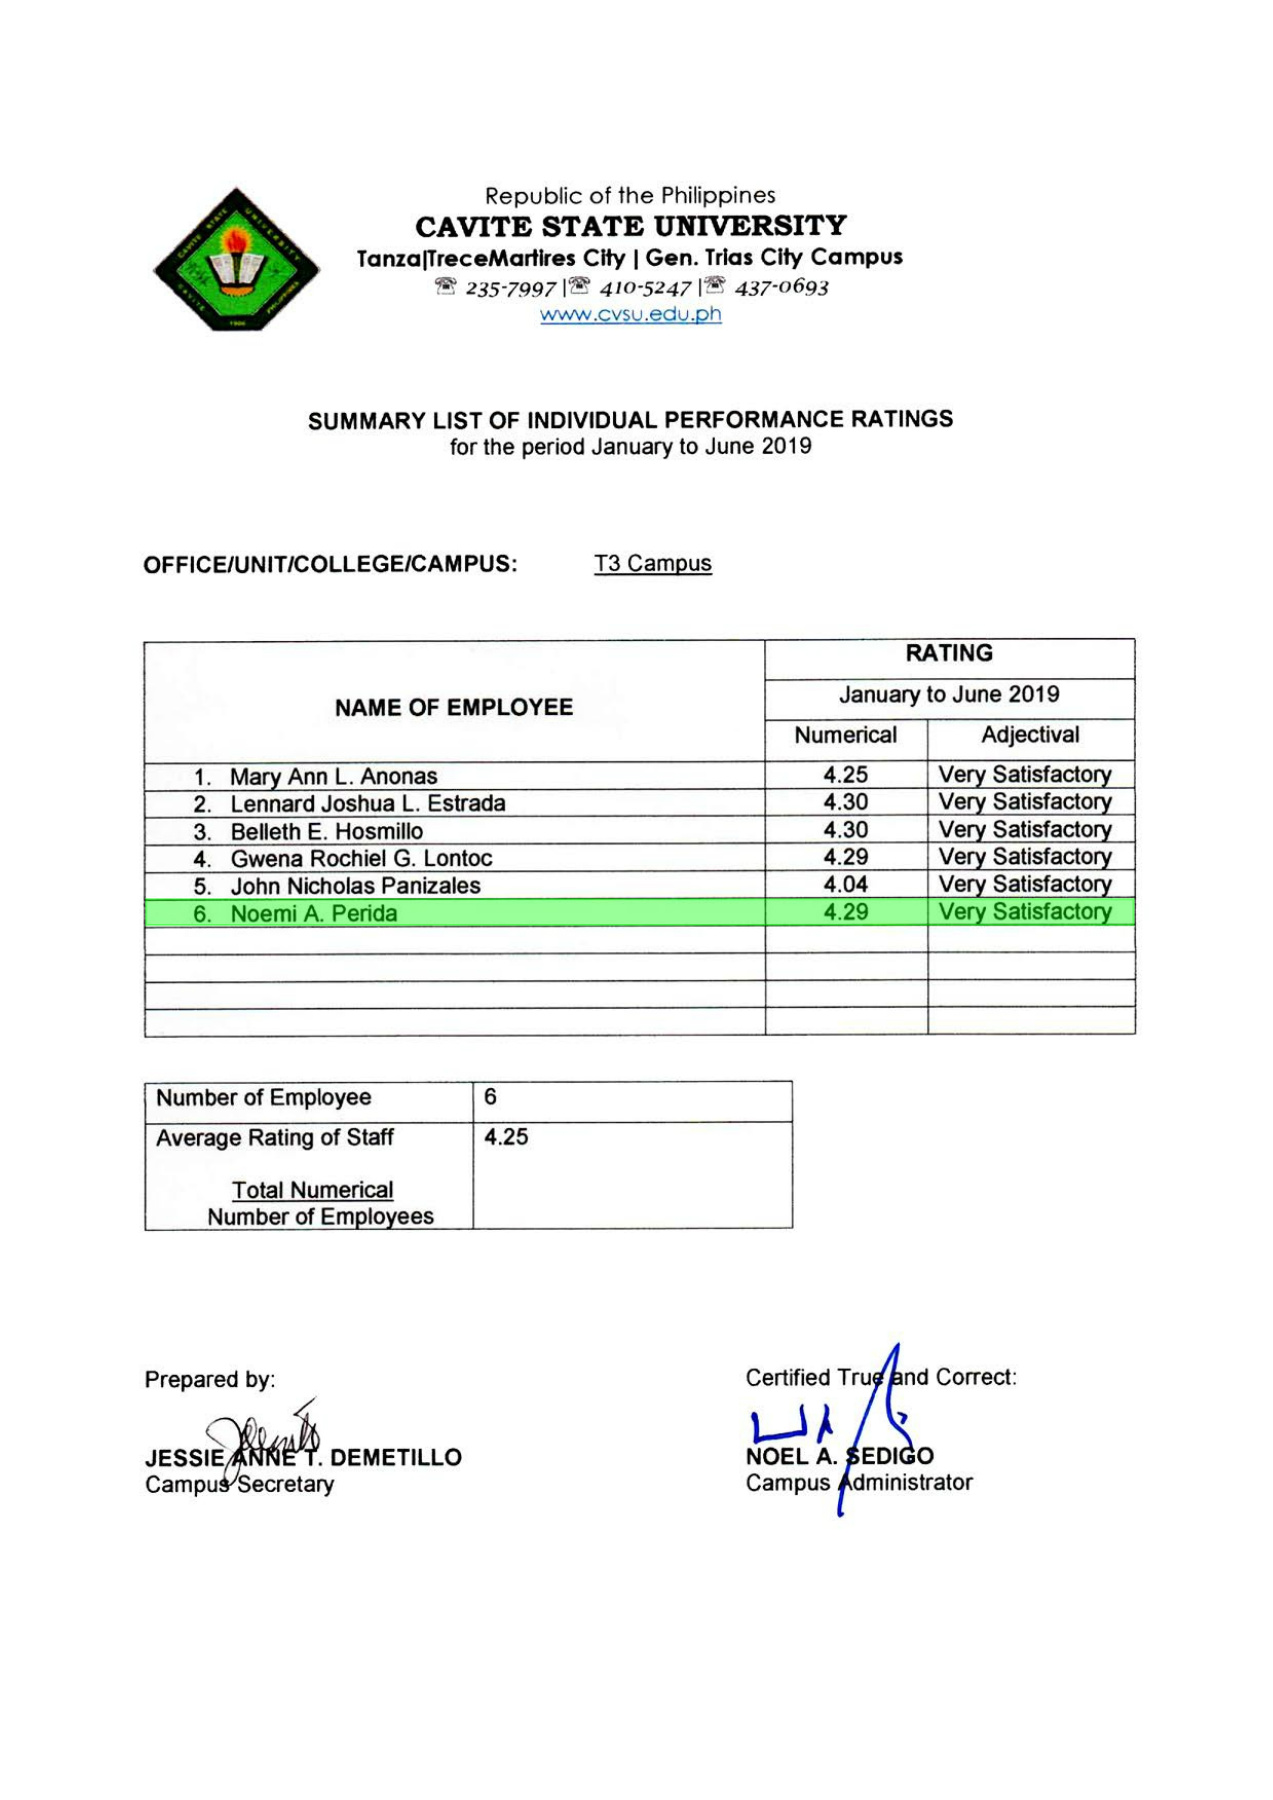 Republic of the Philippines
CAVITE STATE UNIVERSITY
Tanza|TreceMartires City | Gen. Trias City Campus
☏ 235-7997 |☏ 410-5247 |☏ 437-0693
www.cvsu.edu.ph
CAVITE STATE UNIVERSITY
CAVITE PHILIPPINES
1906
SUMMARY LIST OF INDIVIDUAL PERFORMANCE RATINGS
for the period January to June 2019
OFFICE/UNIT/COLLEGE/CAMPUS: T3 Campus
NAME OF EMPLOYEE
RATING
January to June 2019
Numerical Adjectival
1. Mary Ann L. Anonas 4.25 Very Satisfactory
2. Lennard Joshua L. Estrada 4.30 Very Satisfactory
3. Belleth E. Hosmillo 4.30 Very Satisfactory
4. Gwena Rochiel G. Lontoc 4.29 Very Satisfactory
5. John Nicholas Panizales 4.04 Very Satisfactory
6. Noemi A. Perida 4.29 Very Satisfactory
Number of Employee 6
Average Rating of Staff 4.25
Total Numerical
Number of Employees
Prepared by:
JESSIE ANNE T. DEMETILLO
Campus Secretary
Certified True and Correct:
NOEL A. SEDIGO
Campus Administrator